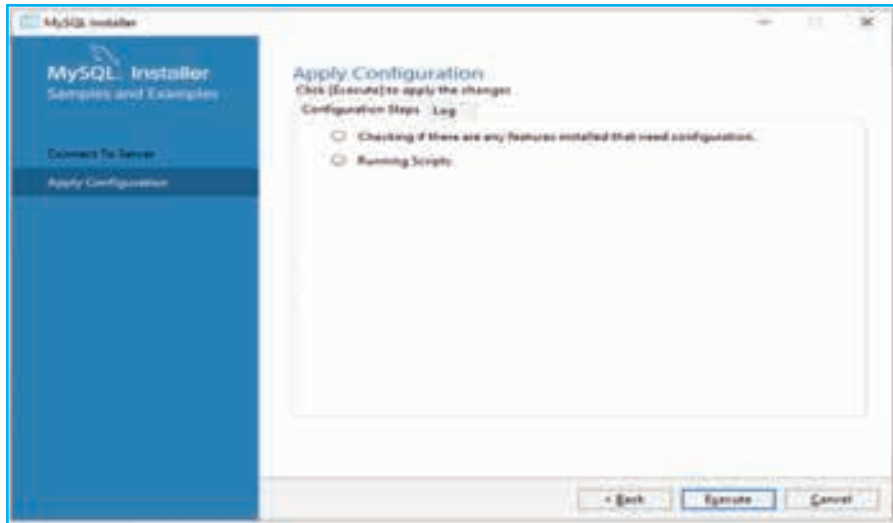 MySQL Installer
MySQL Installer
Samples and Examples
Connect To Server
Apply Configuration
Apply Configuration
Click [Execute] to apply the changes
Configuration Steps Log
Checking if there are any features installed that need configuration.
Running Scripts
< Back Execute Cancel